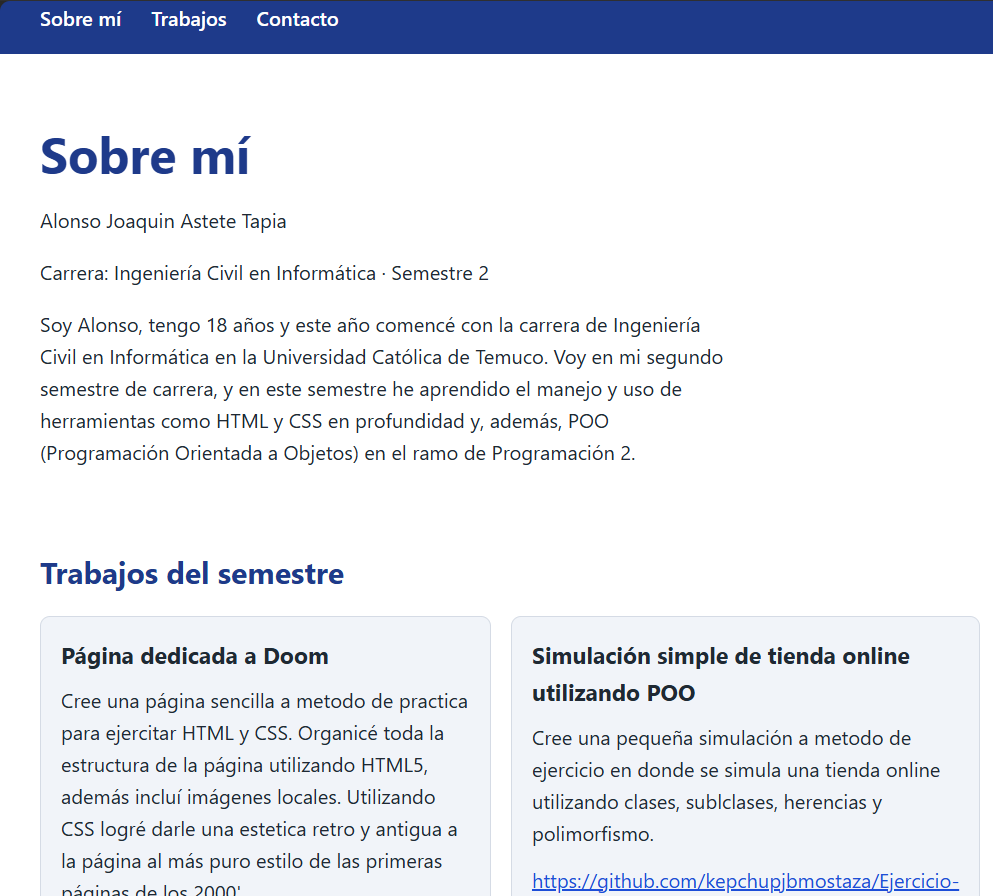 Sobre mí Trabajos Contacto
Sobre mí
Alonso Joaquin Astete Tapia
Carrera: Ingeniería Civil en Informática · Semestre 2
Soy Alonso, tengo 18 años y este año comencé con la carrera de Ingeniería
Civil en Informática en la Universidad Católica de Temuco. Voy en mi segundo
semestre de carrera, y en este semestre he aprendido el manejo y uso de
herramientas como HTML y CSS en profundidad y, además, POO
(Programación Orientada a Objetos) en el ramo de Programación 2.
Trabajos del semestre
Página dedicada a Doom
Cree una página sencilla a metodo de practica
para ejercitar HTML y CSS. Organicé toda la
estructura de la página utilizando HTML5,
además incluí imágenes locales. Utilizando
CSS logré darle una estetica retro y antigua a
la página al más puro estilo de las primeras
páginas de los 2000'
Simulación simple de tienda online
utilizando POO
Cree una pequeña simulación a metodo de
ejercicio en donde se simula una tienda online
utilizando clases, sublclases, herencias y
polimorfismo.
https://github.com/kepchupjbmostaza/Ejercicio-